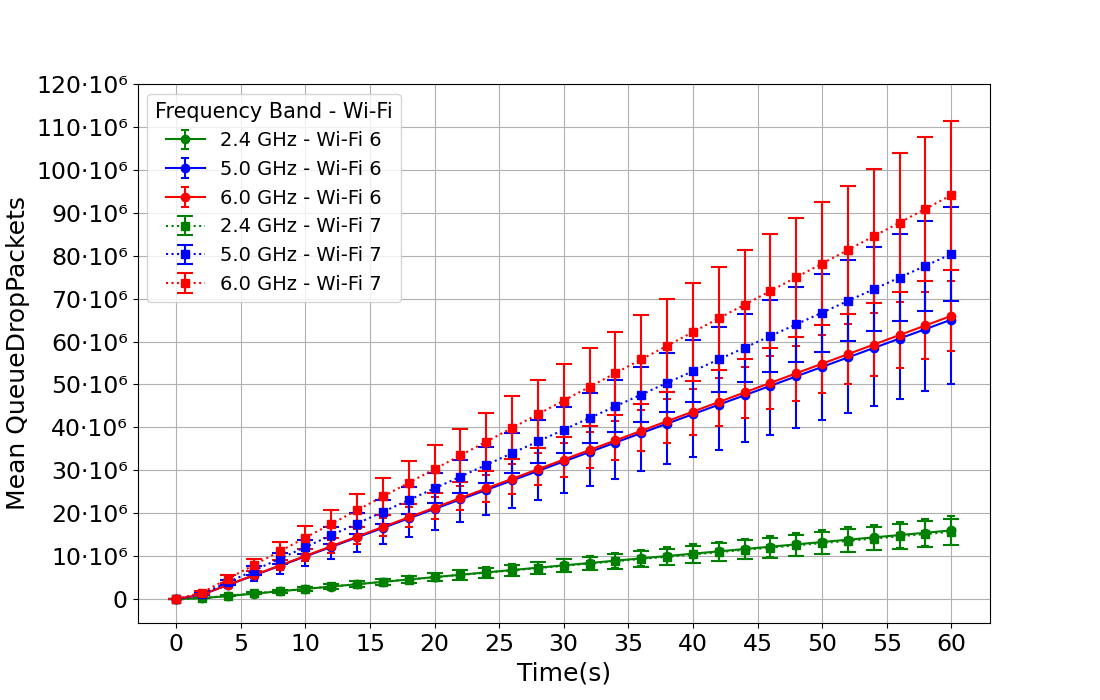 Mean QueueDropPackets
120·10⁶
110·10⁶
100·10⁶
90·10⁶
80·10⁶
70·10⁶
60·10⁶
50·10⁶
40·10⁶
30·10⁶
20·10⁶
10·10⁶
0
Frequency Band - Wi-Fi
2.4 GHz - Wi-Fi 6
5.0 GHz - Wi-Fi 6
6.0 GHz - Wi-Fi 6
2.4 GHz - Wi-Fi 7
5.0 GHz - Wi-Fi 7
6.0 GHz - Wi-Fi 7
0 5 10 15 20 25 30 35 40 45 50 55 60
Time(s)